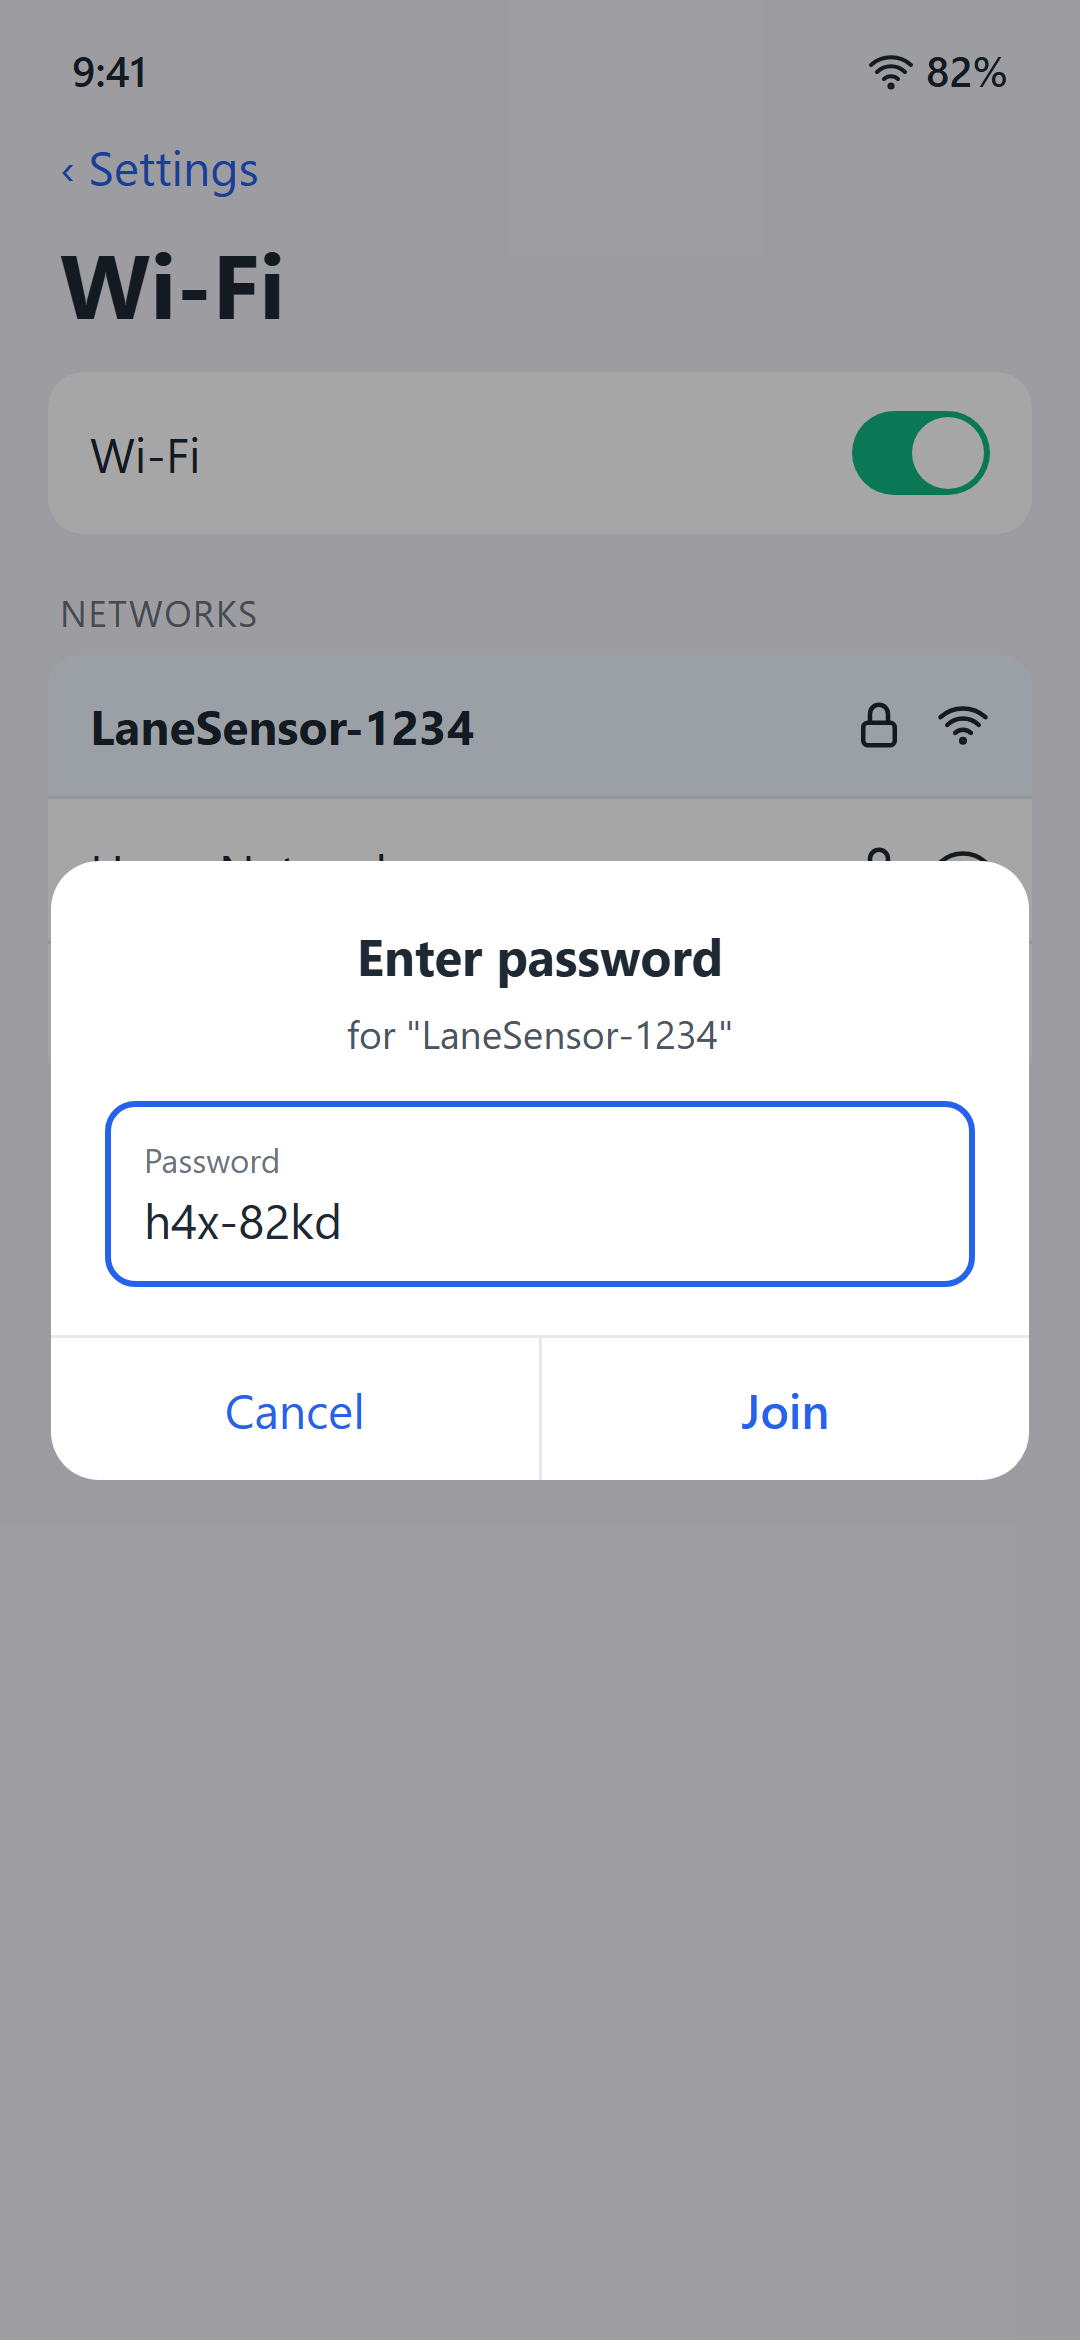 9:41
82%
‹ Settings
Wi-Fi
Wi-Fi
NETWORKS
LaneSensor-1234
Enter password
for "LaneSensor-1234"
Password
h4x-82kd
Cancel
Join